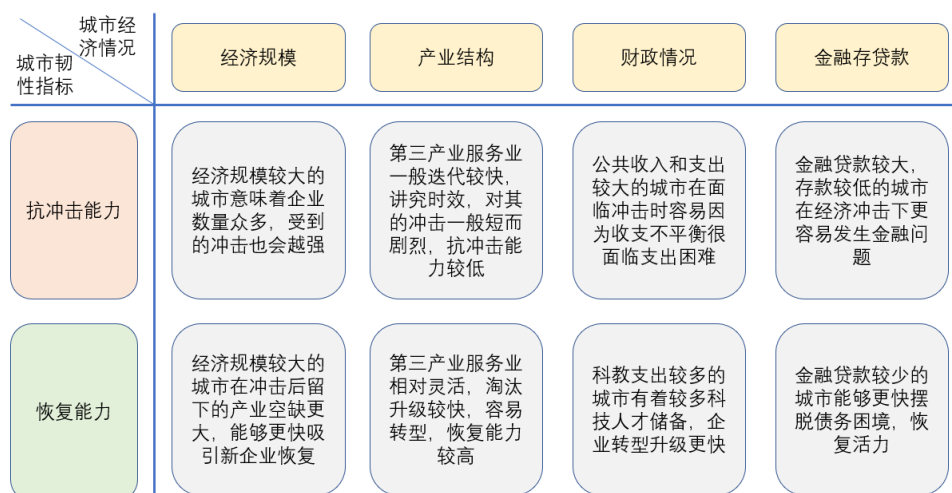 城市经
济情况
城市韧
性指标
经济规模
产业结构
财政情况
金融存贷款
抗冲击能力
经济规模较大的
城市意味着企业
数量众多，受到
的冲击也会越强
第三产业服务业
一般迭代较快，
讲究时效，对其
的冲击一般短而
剧烈，抗冲击能
力较低
公共收入和支出
较大的城市在面
临冲击时容易因
为收支不平衡很
面临支出困难
金融贷款较大，
存款较低的城市
在经济冲击下更
容易发生金融问
题
恢复能力
经济规模较大的
城市在冲击后留
下的产业空缺更
大，能够更快吸
引新企业恢复
第三产业服务业
相对灵活，淘汰
升级较快，容易
转型，恢复能力
较高
科教支出较多的
城市有着较多科
技人才储备，企
业转型升级更快
金融贷款较少的
城市能够更快摆
脱债务困境，恢
复活力